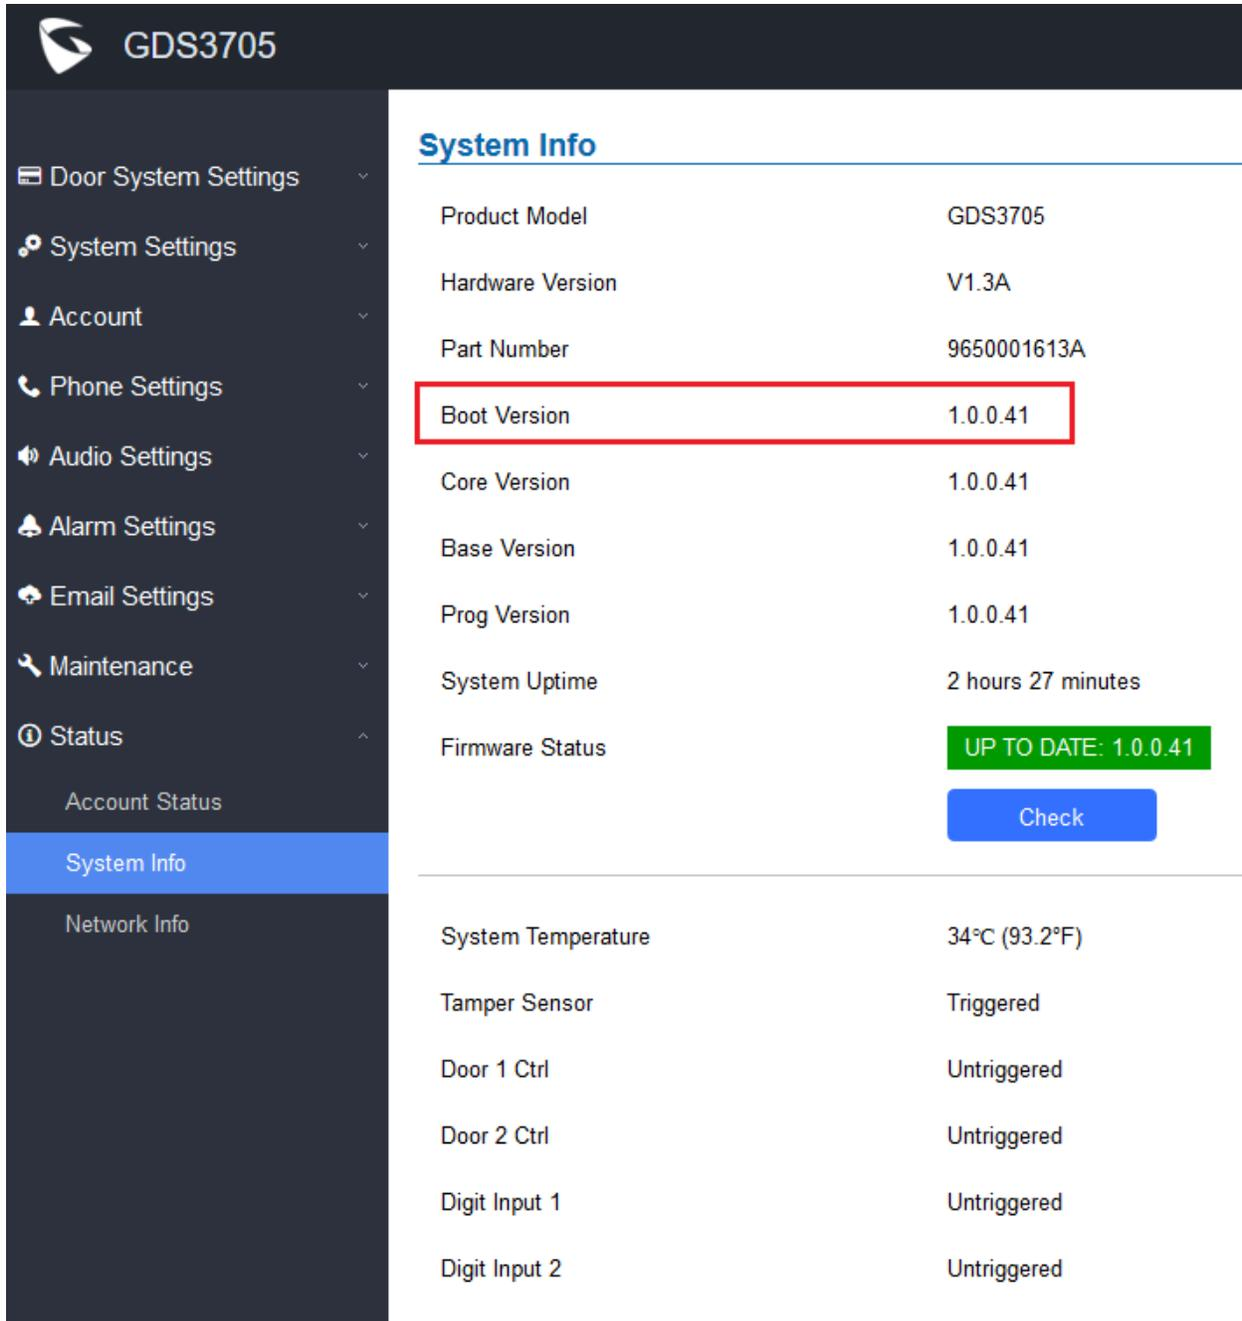 GDS3705
Door System Settings
System Settings
Account
Phone Settings
Audio Settings
Alarm Settings
Email Settings
Maintenance
Status
Account Status
System Info
Network Info
System Info
Product Model GDS3705
Hardware Version V1.3A
Part Number 9650001613A
Boot Version 1.0.0.41
Core Version 1.0.0.41
Base Version 1.0.0.41
Prog Version 1.0.0.41
System Uptime 2 hours 27 minutes
Firmware Status UP TO DATE: 1.0.0.41
Check
System Temperature 34℃ (93.2°F)
Tamper Sensor Triggered
Door 1 Ctrl Untriggered
Door 2 Ctrl Untriggered
Digit Input 1 Untriggered
Digit Input 2 Untriggered